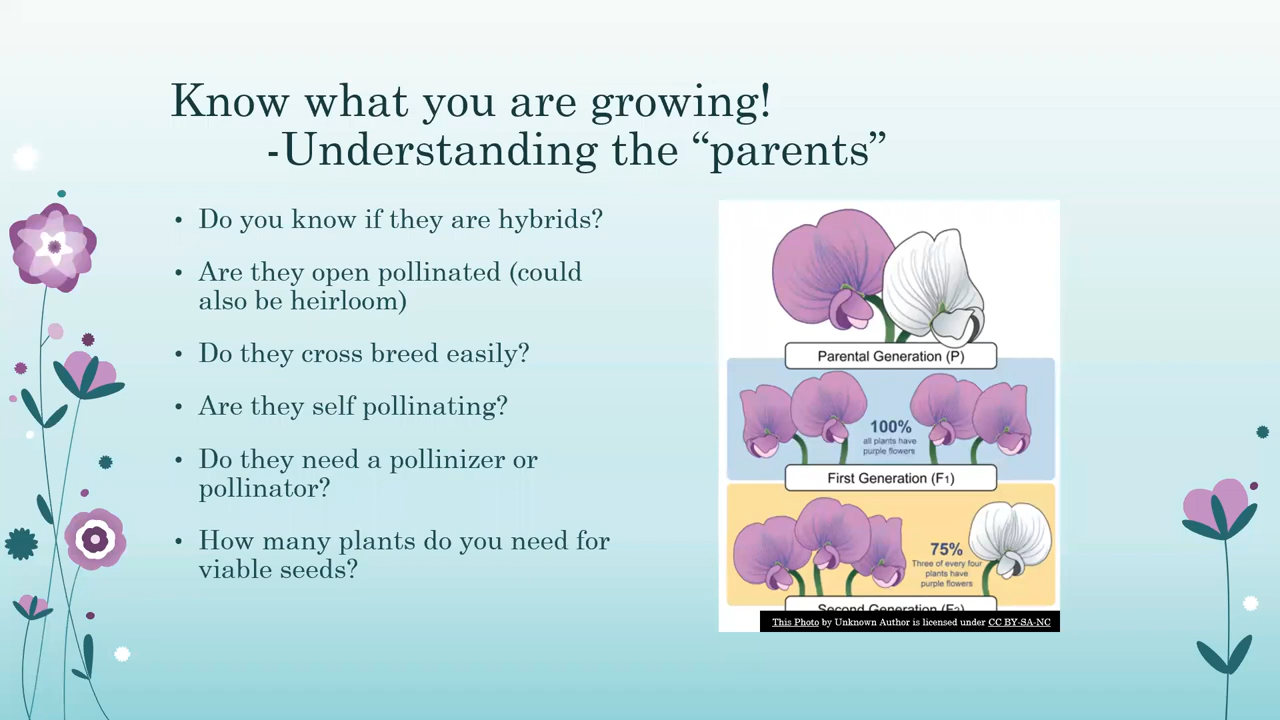 Know what you are growing!
-Understanding the “parents”
• Do you know if they are hybrids?
• Are they open pollinated (could
also be heirloom)
• Do they cross breed easily?
• Are they self pollinating?
• Do they need a pollinizer or
pollinator?
• How many plants do you need for
viable seeds?
Parental Generation (P)
100%
all plants have
purple flowers
First Generation (F1)
75%
Three of every four
plants have
purple flowers
Second Generation (F2)
This Photo by Unknown Author is licensed under CC BY-SA-NC